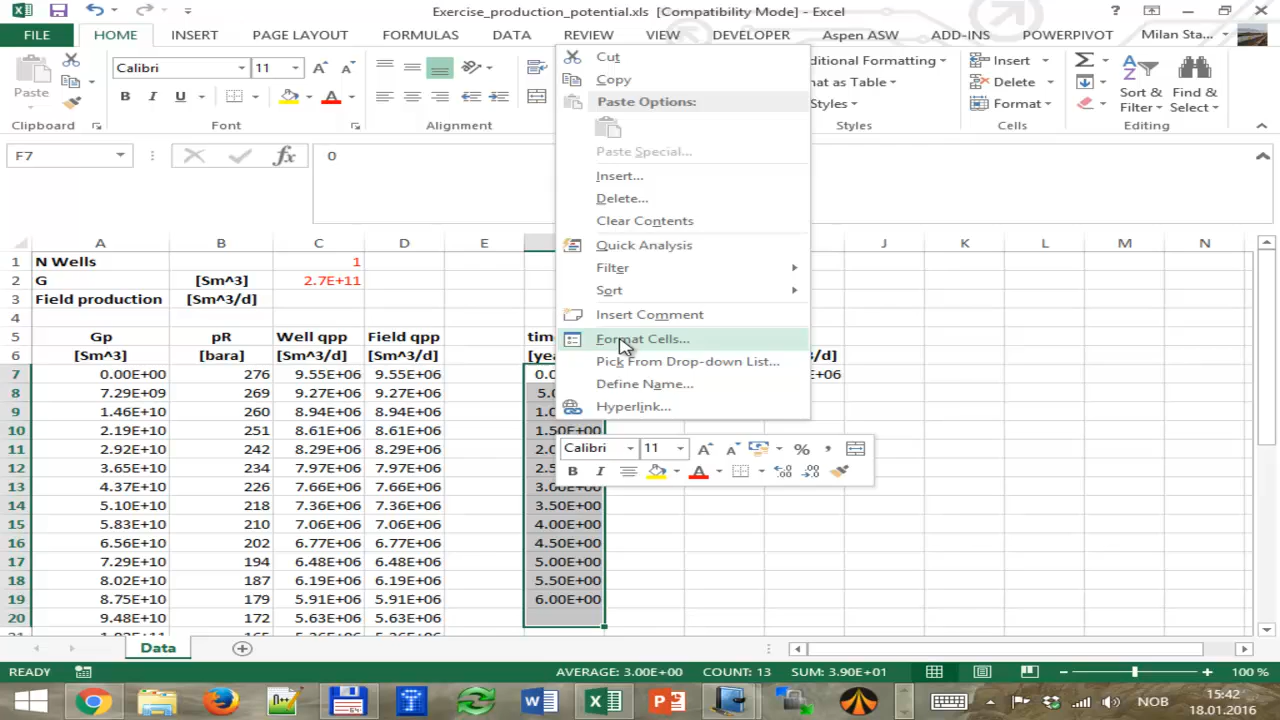 Exercise_production_potential.xls [Compatibility Mode] - Excel
FILE HOME INSERT PAGE LAYOUT FORMULAS DATA REVIEW VIEW DEVELOPER Aspen ASW ADD-INS POWERPIVOT Milan Sta...
Paste
Clipboard
Calibri 11
B I U A
Font
Alignment
ditional Formatting
mat as Table
Styles
Styles
Insert
Delete
Format
Cells
Sort & Filter
Find & Select
Editing
F7 fx 0
Cut
Copy
Paste Options:
Paste Special...
Insert...
Delete...
Clear Contents
Quick Analysis
Filter
Sort
Insert Comment
Format Cells...
Pick From Drop-down List...
Define Name...
Hyperlink...
Calibri 11 A A % ,
B I A
A B C D E J K L M N
1 N Wells 1
2 G [Sm^3] 2.7E+11
3 Field production [Sm^3/d]
4
5 Gp pR Well qpp Field qpp time
6 [Sm^3] [bara] [Sm^3/d] [Sm^3/d] [yea 3/d]
7 0.00E+00 276 9.55E+06 9.55E+06 0.0 E+06
8 7.29E+09 269 9.27E+06 9.27E+06 5.0
9 1.46E+10 260 8.94E+06 8.94E+06 1.0
10 2.19E+10 251 8.61E+06 8.61E+06 1.50E+00
11 2.92E+10 242 8.29E+06 8.29E+06 2.0
12 3.65E+10 234 7.97E+06 7.97E+06 2.5
13 4.37E+10 226 7.66E+06 7.66E+06 3.00E+00
14 5.10E+10 218 7.36E+06 7.36E+06 3.50E+00
15 5.83E+10 210 7.06E+06 7.06E+06 4.00E+00
16 6.56E+10 202 6.77E+06 6.77E+06 4.50E+00
17 7.29E+10 194 6.48E+06 6.48E+06 5.00E+00
18 8.02E+10 187 6.19E+06 6.19E+06 5.50E+00
19 8.75E+10 179 5.91E+06 5.91E+06 6.00E+00
20 9.48E+10 172 5.63E+06 5.63E+06
Data
READY AVERAGE: 3.00E+00 COUNT: 13 SUM: 3.90E+01 100 %
NOB 15:42
18.01.2016